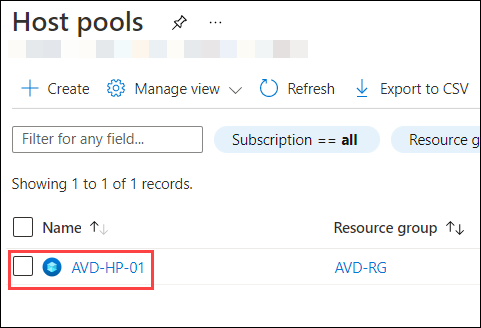 Host pools
+ Create Manage view Refresh Export to CSV
Filter for any field... Subscription == all Resource g
Showing 1 to 1 of 1 records.
Name ↑↓ Resource group ↑↓
AVD-HP-01 AVD-RG